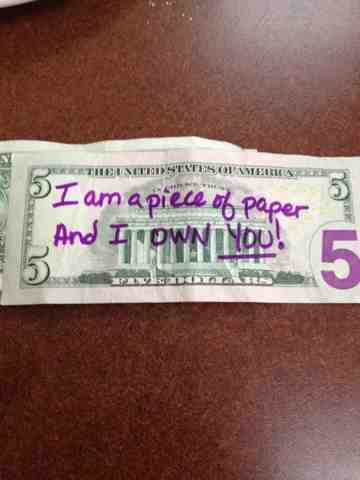 THE UNITED STATES OF AMERICA
5
5
I am a piece of paper
And I OWN YOU!
5
5
FIVE DOLLARS